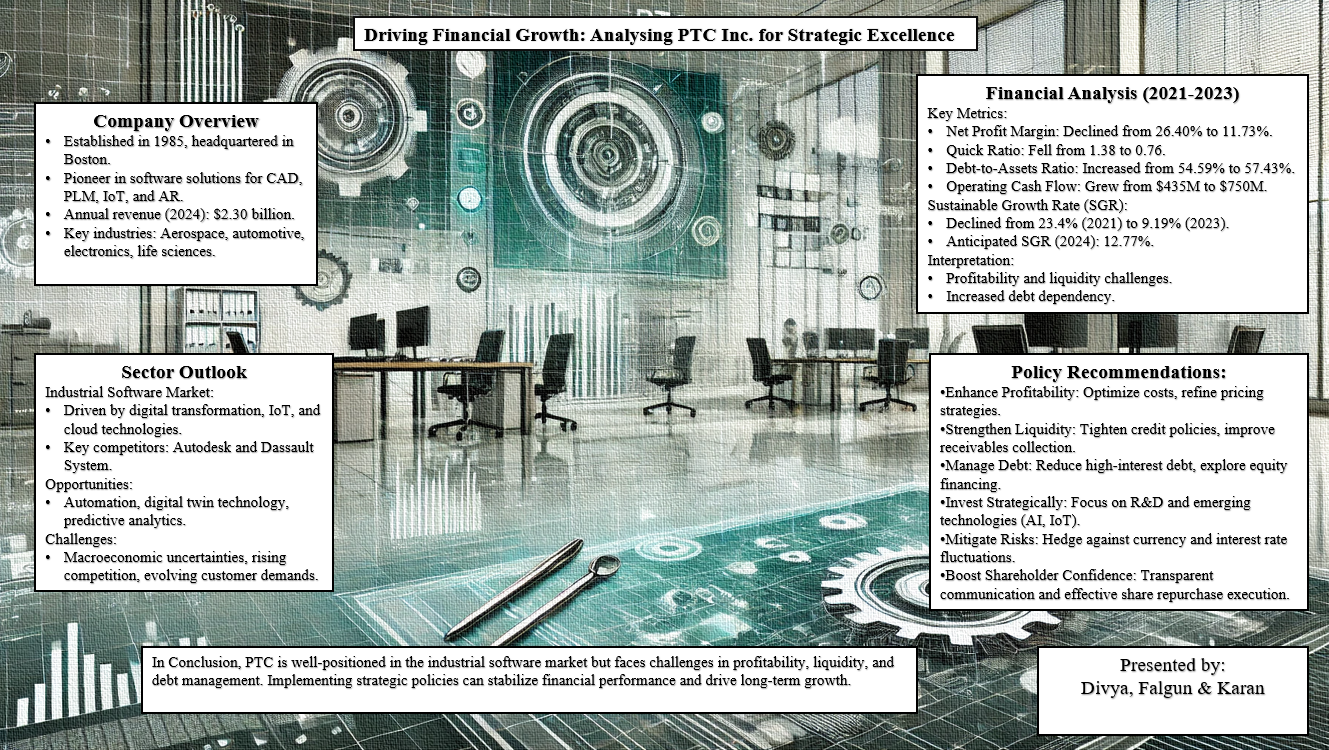 Driving Financial Growth: Analysing PTC Inc. for Strategic Excellence
Company Overview
• Established in 1985, headquartered in
Boston.
• Pioneer in software solutions for CAD,
PLM, IoT, and AR.
• Annual revenue (2024): $2.30 billion.
• Key industries: Aerospace, automotive,
electronics, life sciences.
Sector Outlook
Industrial Software Market:
• Driven by digital transformation, IoT, and
cloud technologies.
• Key competitors: Autodesk and Dassault
System.
Opportunities:
• Automation, digital twin technology,
predictive analytics.
Challenges:
• Macroeconomic uncertainties, rising
competition, evolving customer demands.
Financial Analysis (2021-2023)
Key Metrics:
• Net Profit Margin: Declined from 26.40% to 11.73%.
• Quick Ratio: Fell from 1.38 to 0.76.
• Debt-to-Assets Ratio: Increased from 54.59% to 57.43%.
• Operating Cash Flow: Grew from $435M to $750M.
Sustainable Growth Rate (SGR):
• Declined from 23.4% (2021) to 9.19% (2023).
• Anticipated SGR (2024): 12.77%.
Interpretation:
• Profitability and liquidity challenges.
• Increased debt dependency.
Policy Recommendations:
•Enhance Profitability: Optimize costs, refine pricing
strategies.
•Strengthen Liquidity: Tighten credit policies, improve
receivables collection.
•Manage Debt: Reduce high-interest debt, explore equity
financing.
•Invest Strategically: Focus on R&D and emerging
technologies (AI, IoT).
•Mitigate Risks: Hedge against currency and interest rate
fluctuations.
•Boost Shareholder Confidence: Transparent
communication and effective share repurchase execution.
In Conclusion, PTC is well-positioned in the industrial software market but faces challenges in profitability, liquidity, and
debt management. Implementing strategic policies can stabilize financial performance and drive long-term growth.
Presented by:
Divya, Falgun & Karan